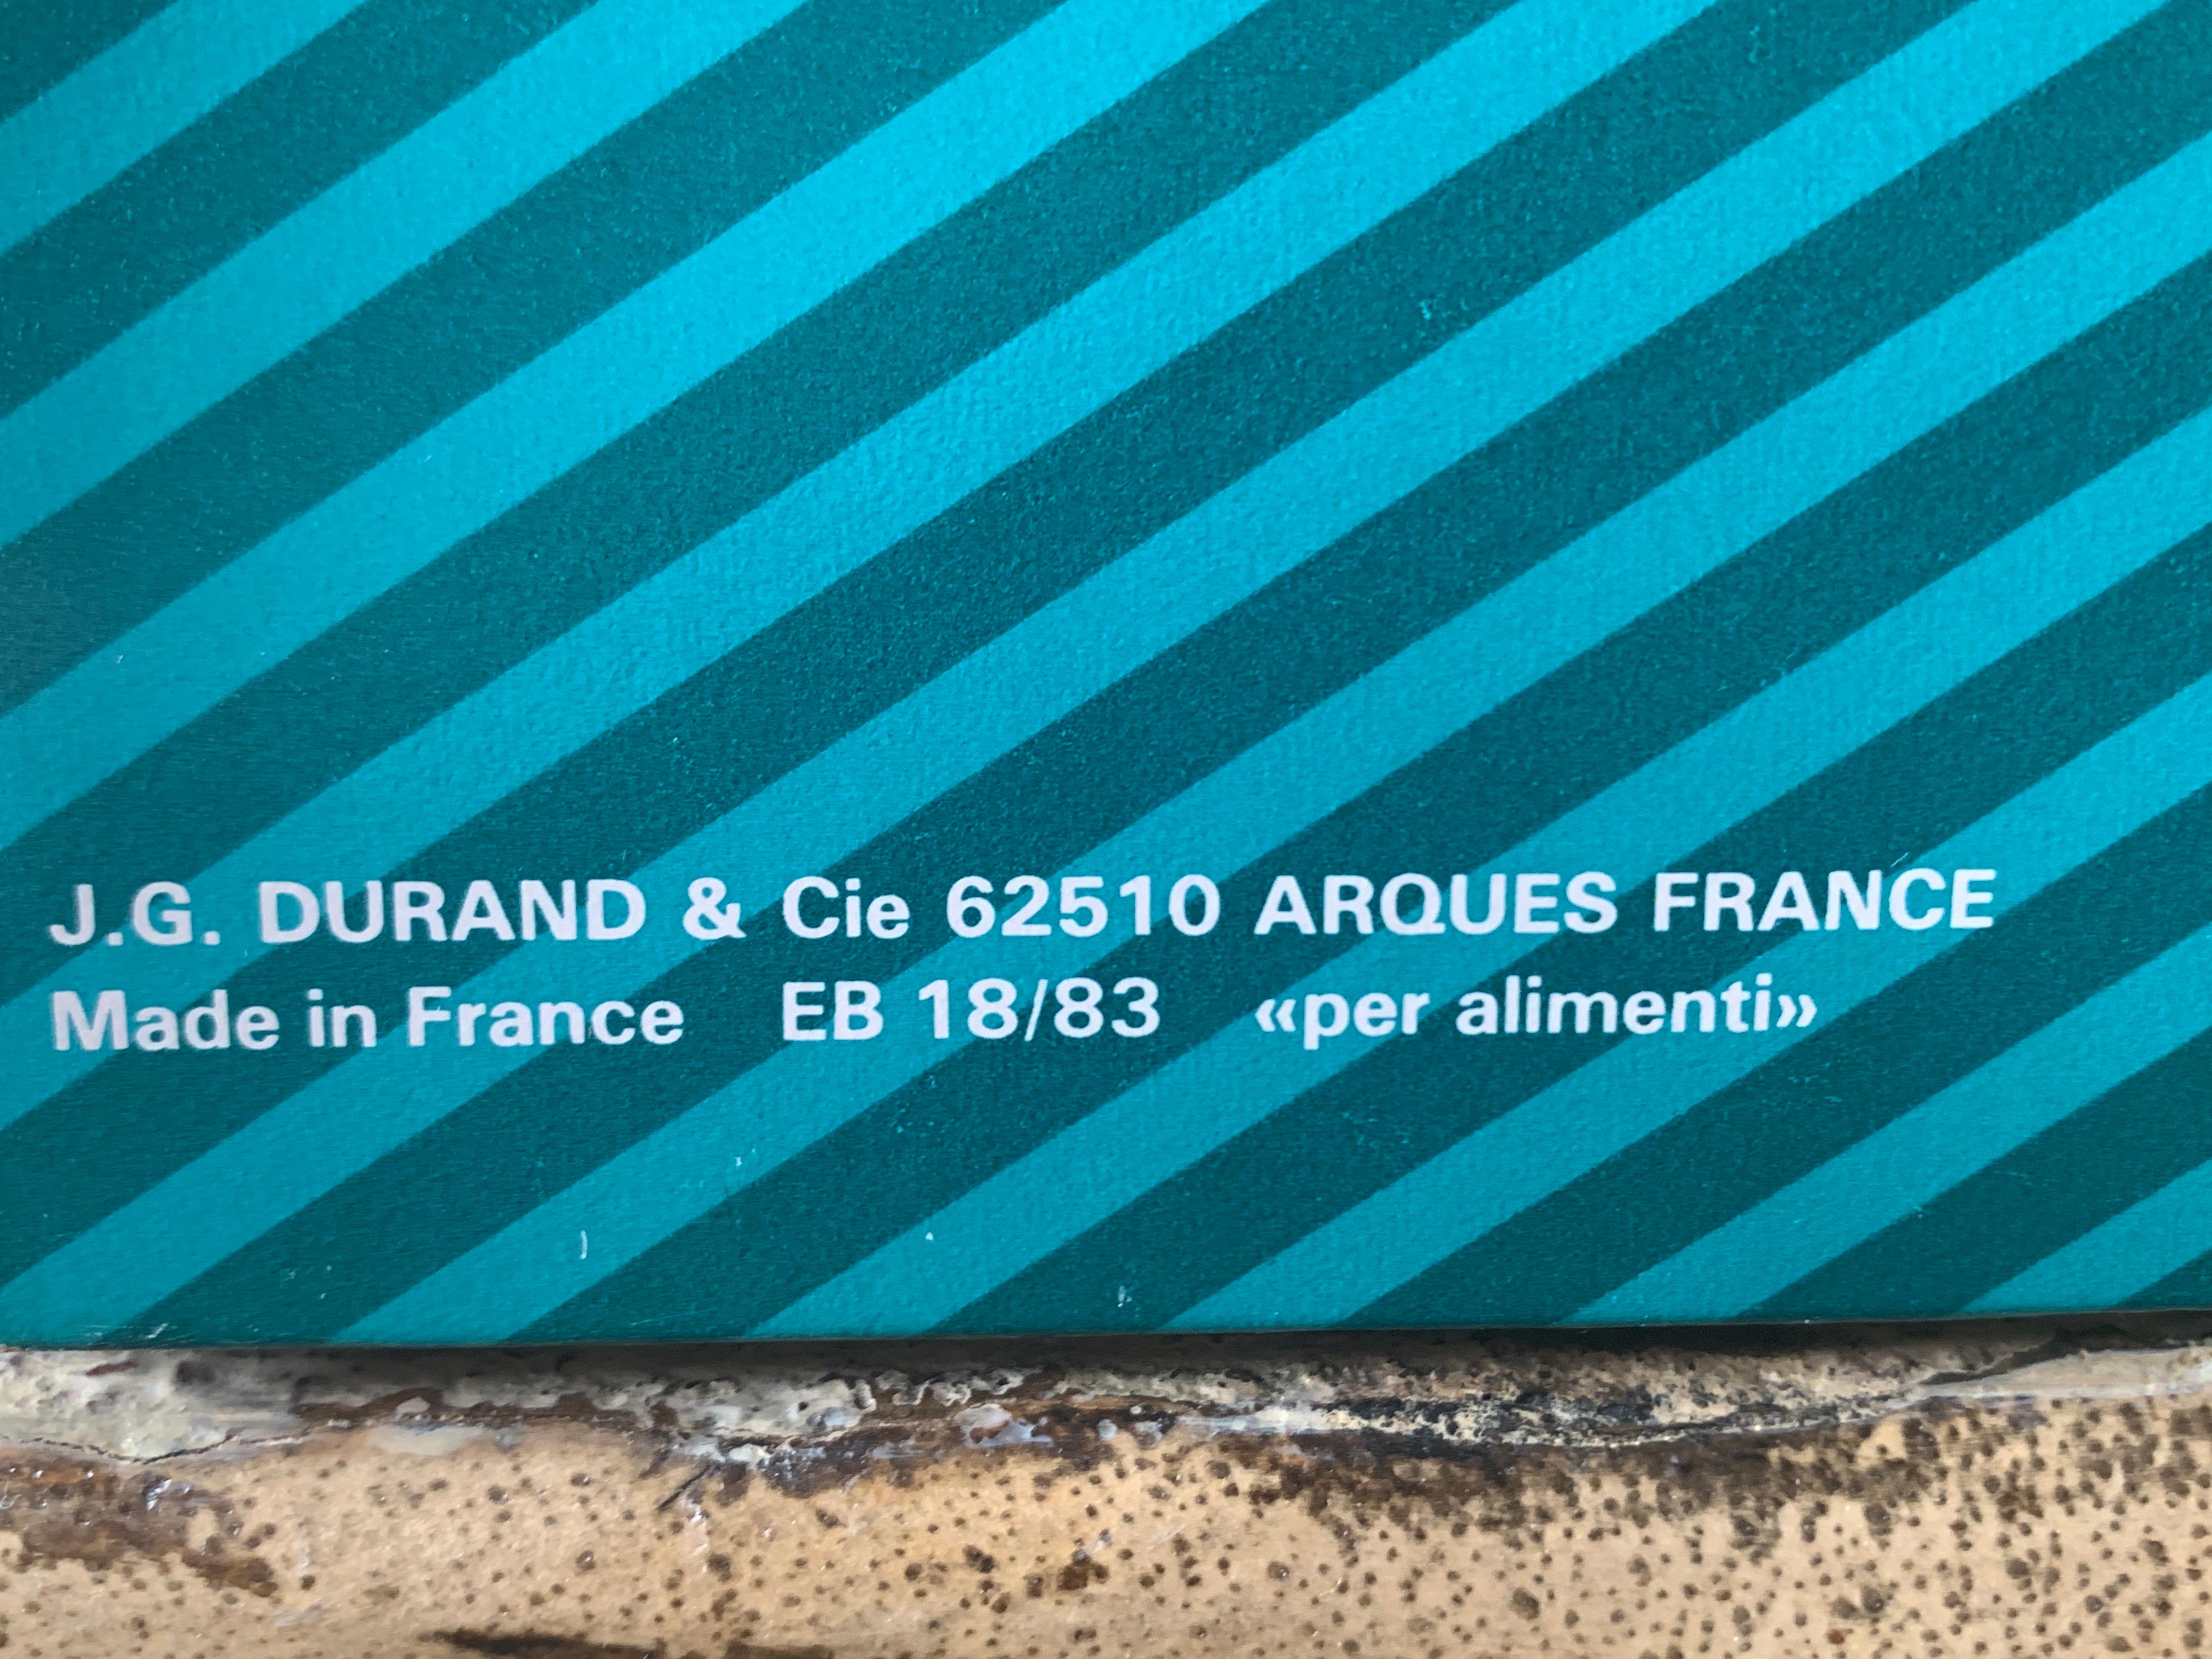 J.G. DURAND & Cie 62510 ARQUES FRANCE
Made in France EB 18/83 «per alimenti»